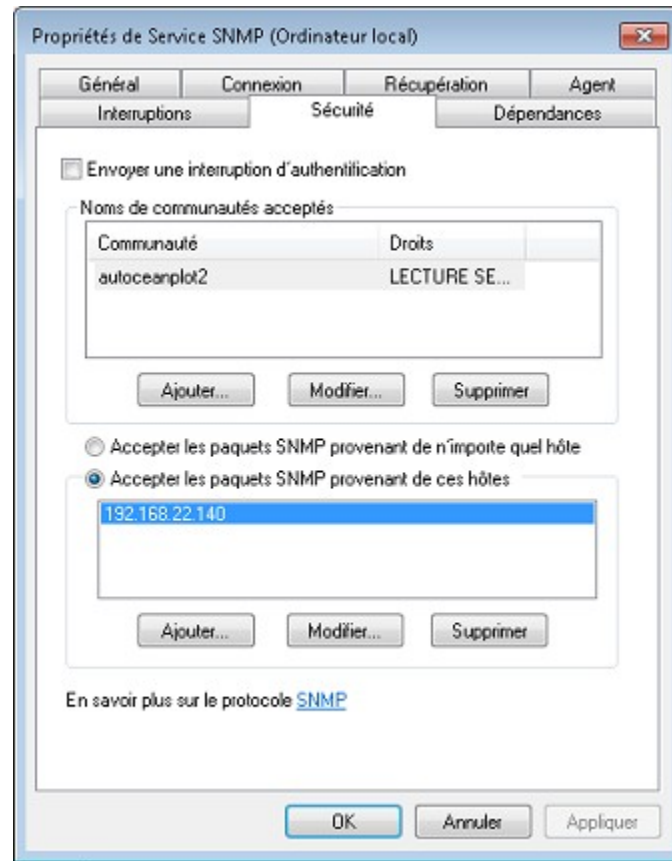 Propriétés de Service SNMP (Ordinateur local)
Général Connexion Récupération Agent
Interruptions Sécurité Dépendances
Envoyer une interruption d'authentification
Noms de communautés acceptés
Communauté Droits
autoceanplot2 LECTURE SE...
Ajouter... Modifier... Supprimer
Accepter les paquets SNMP provenant de n'importe quel hôte
Accepter les paquets SNMP provenant de ces hôtes
192.168.22.140
Ajouter... Modifier... Supprimer
En savoir plus sur le protocole SNMP
OK Annuler Appliquer